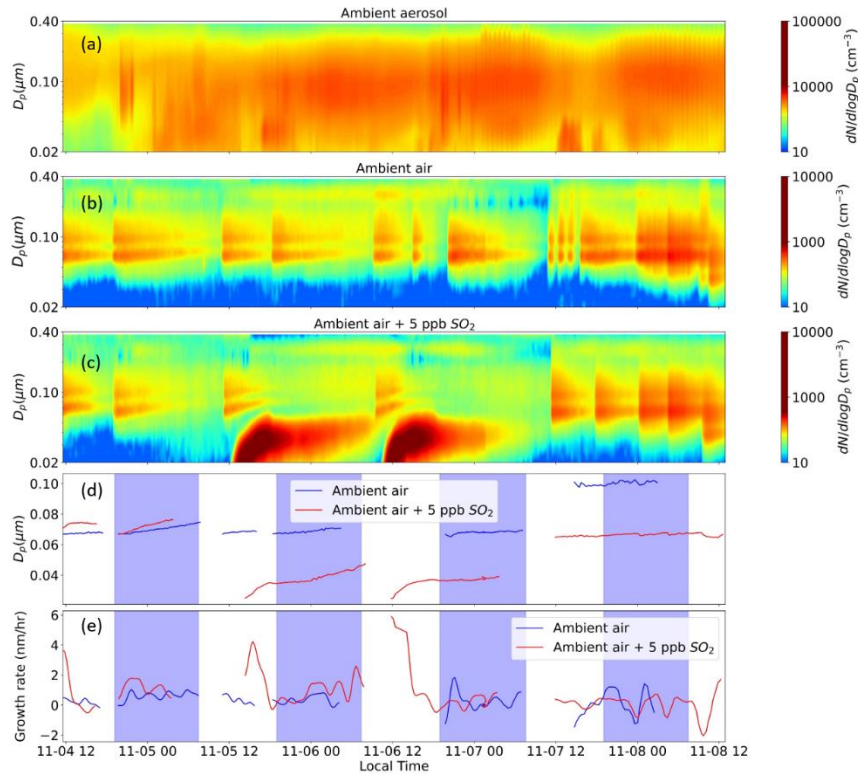 Ambient aerosol
(a)
0.40
0.10
0.02
Dp(μm)
100000
10000
1000
100
10
dN/dlogDp (cm−3)
Ambient air
(b)
0.40
0.10
0.02
Dp(μm)
10000
1000
100
10
dN/dlogDp (cm−3)
Ambient air + 5 ppb SO2
(c)
0.40
0.10
0.02
Dp(μm)
10000
1000
100
10
dN/dlogDp (cm−3)
(d)
Ambient air
Ambient air + 5 ppb SO2
0.10
0.08
0.06
0.04
Dp(μm)
(e)
Ambient air
Ambient air + 5 ppb SO2
6
4
2
0
−2
Growth rate (nm/hr)
11-04 12 11-05 00 11-05 12 11-06 00 11-06 12 11-07 00 11-07 12 11-08 00 11-08 12
Local Time